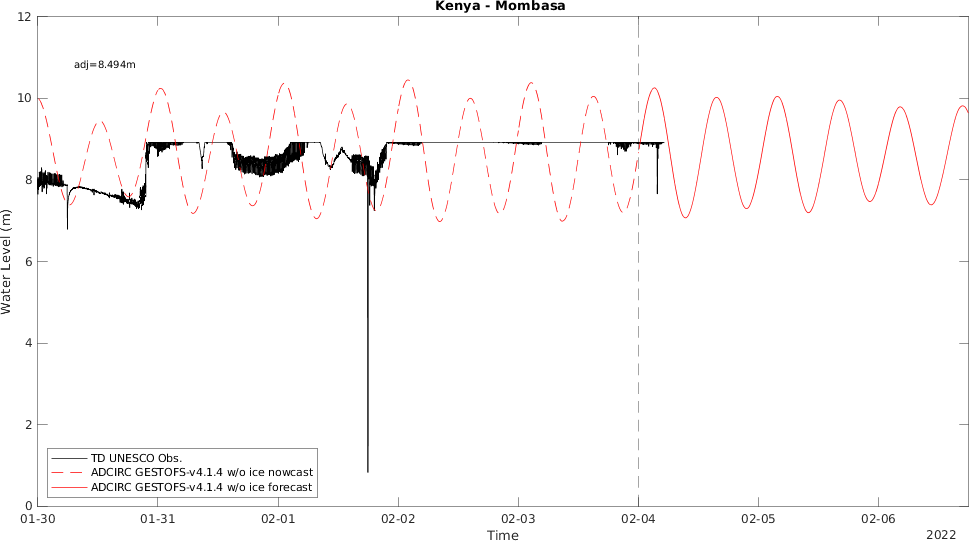 Kenya - Mombasa
12
adj=8.494m
10
8
6
4
2
0
Water Level (m)
TD UNESCO Obs.
ADCIRC GESTOFS-v4.1.4 w/o ice nowcast
ADCIRC GESTOFS-v4.1.4 w/o ice forecast
01-30 01-31 02-01 02-02 02-03 02-04 02-05 02-06
Time
2022